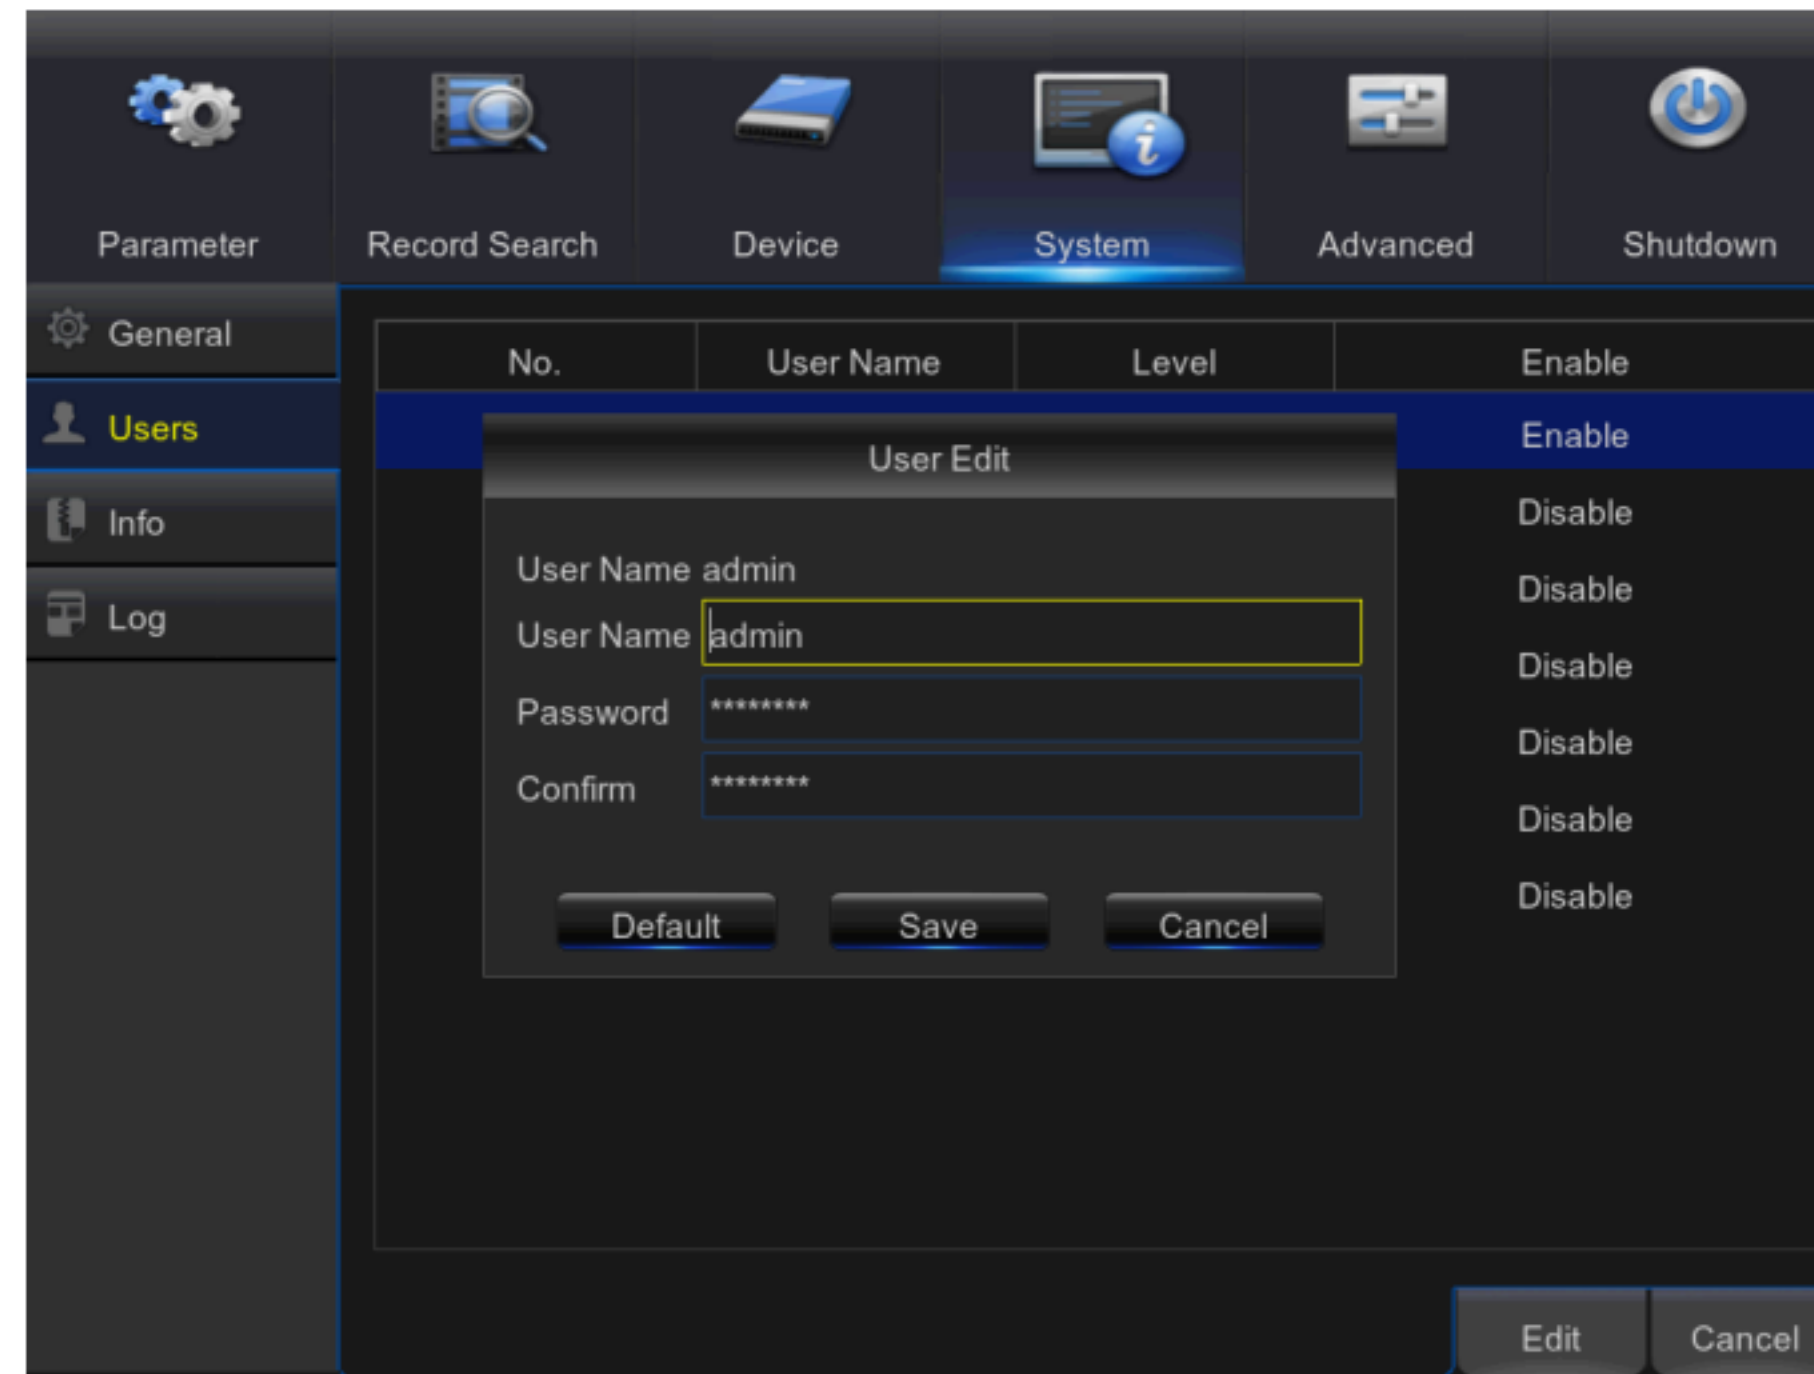 Parameter
Record Search
Device
System
Advanced
Shutdown
General
Users
Info
Log
No.
User Name
Level
Enable
Enable
Disable
Disable
Disable
Disable
Disable
Disable
User Edit
User Name admin
User Name admin
Password ********
Confirm ********
Default
Save
Cancel
Edit
Cancel